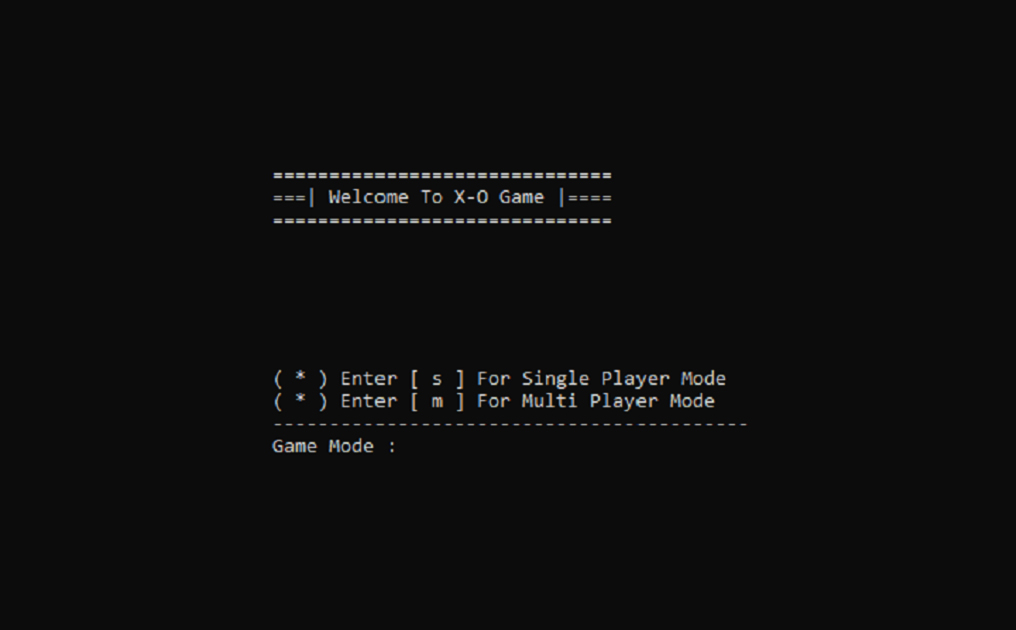 ==============================
===| Welcome To X-O Game |====
==============================
( * ) Enter [ s ] For Single Player Mode
( * ) Enter [ m ] For Multi Player Mode
------------------------------------------
Game Mode :